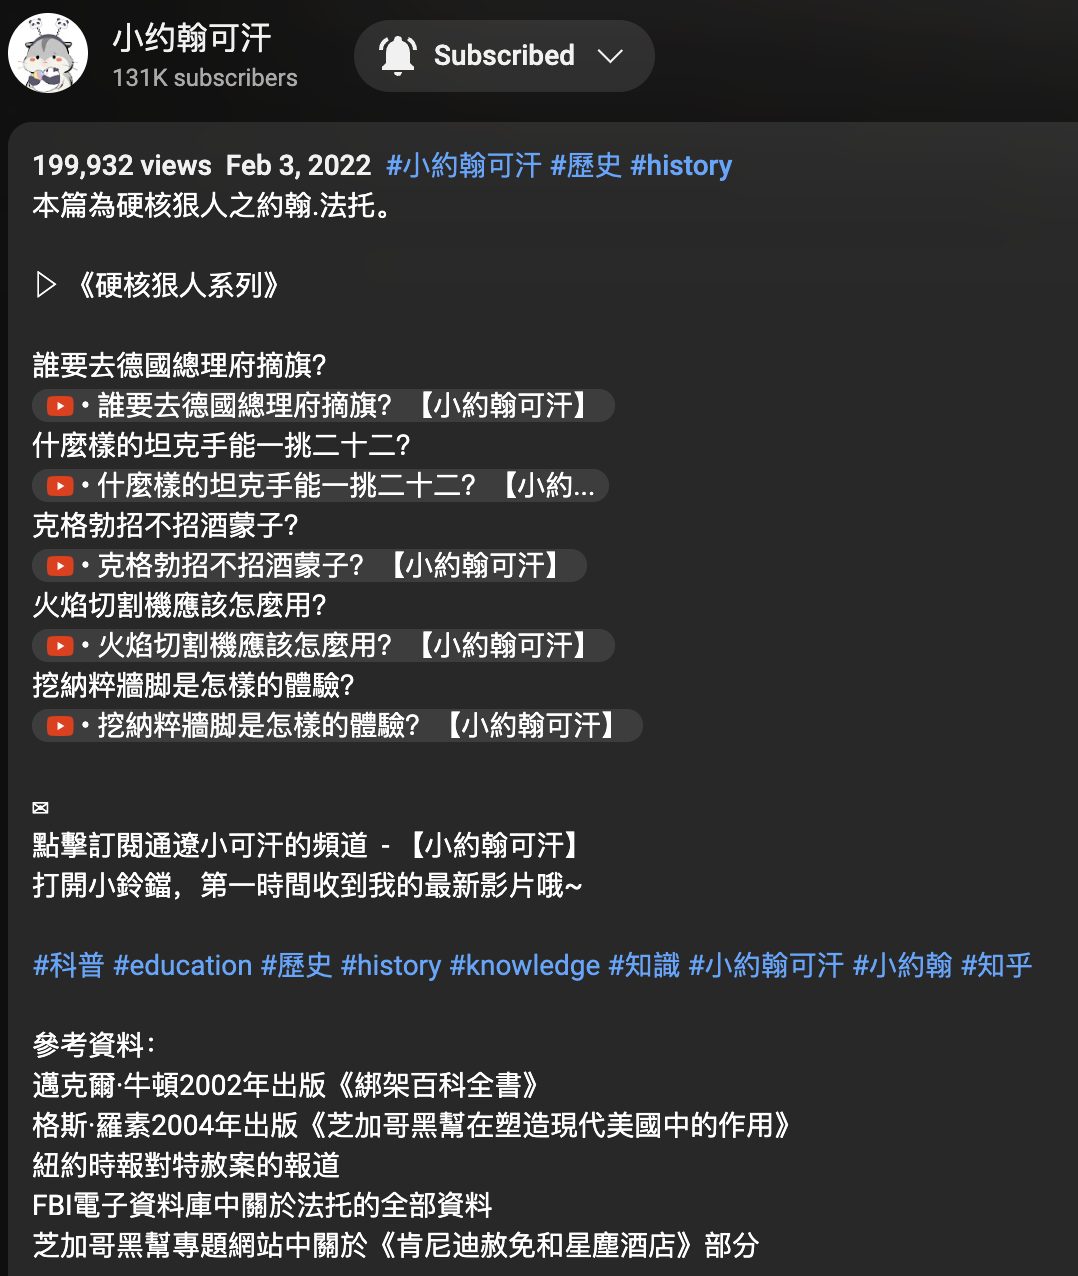 小约翰可汗
131K subscribers
Subscribed
199,932 views Feb 3, 2022 #小約翰可汗 #歷史 #history
本篇為硬核狠人之約翰.法托。
▷ 《硬核狠人系列》
誰要去德國總理府摘旗?
• 誰要去德國總理府摘旗? 【小約翰可汗】
什麼樣的坦克手能一挑二十二?
• 什麼樣的坦克手能一挑二十二? 【小約...
克格勃招不招酒蒙子?
• 克格勃招不招酒蒙子? 【小約翰可汗】
火焰切割機應該怎麼用?
• 火焰切割機應該怎麼用? 【小約翰可汗】
挖納粹牆脚是怎樣的體驗?
• 挖納粹牆脚是怎樣的體驗? 【小約翰可汗】
✉
點擊訂閱通遼小可汗的頻道 - 【小約翰可汗】
打開小鈴鐺，第一時間收到我的最新影片哦~
#科普 #education #歷史 #history #knowledge #知識 #小約翰可汗 #小約翰 #知乎
參考資料：
邁克爾·牛頓2002年出版《綁架百科全書》
格斯·羅素2004年出版《芝加哥黑幫在塑造現代美國中的作用》
紐約時報對特赦案的報道
FBI電子資料庫中關於法托的全部資料
芝加哥黑幫專題網站中關於《肯尼迪赦免和星塵酒店》部分